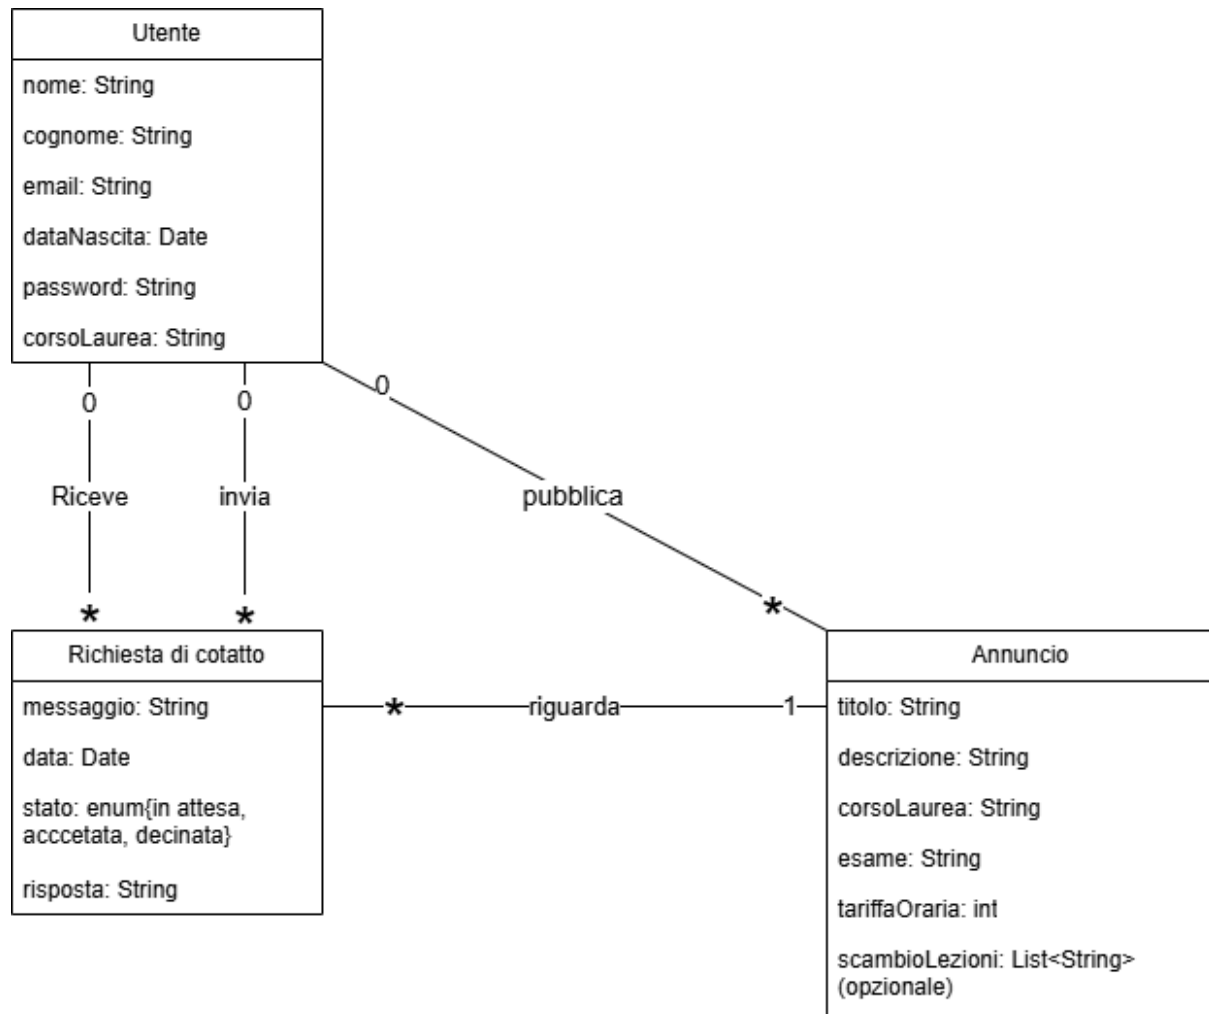 Utente
nome: String
cognome: String
email: String
dataNascita: Date
password: String
corsoLaurea: String
0
0
0
Riceve
invia
pubblica
*
*
*
Richiesta di cotatto
messaggio: String
data: Date
stato: enum{in attesa,
acccetata, decinata}
risposta: String
*
riguarda
1
Annuncio
titolo: String
descrizione: String
corsoLaurea: String
esame: String
tariffaOraria: int
scambioLezioni: List<String>
(opzionale)